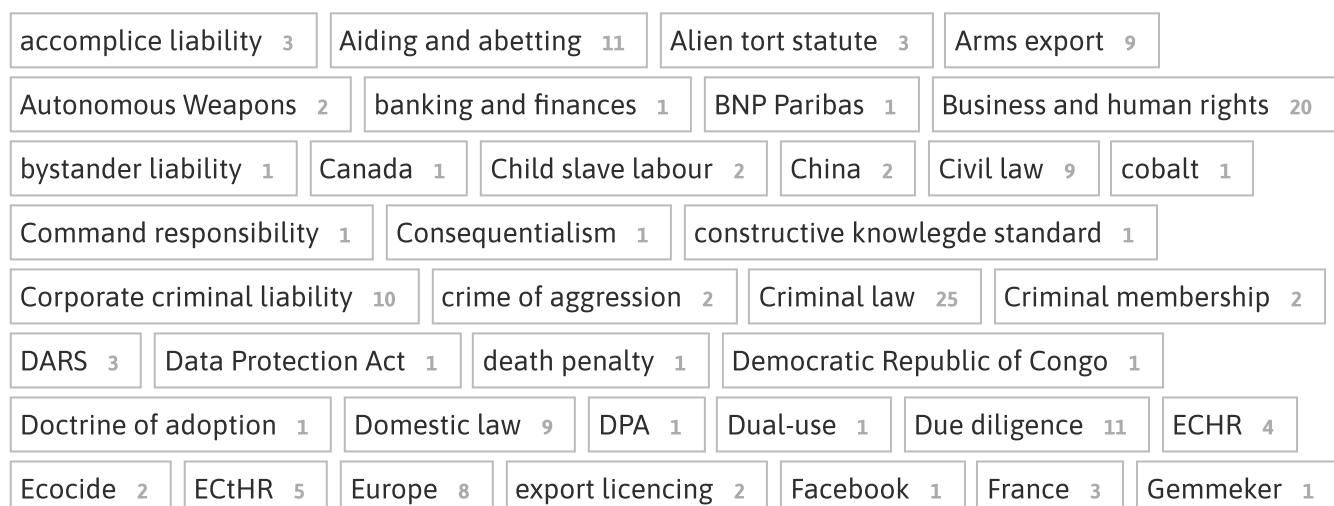 accomplice liability 3 Aiding and abetting 11 Alien tort statute 3 Arms export 9
Autonomous Weapons 2 banking and finances 1 BNP Paribas 1 Business and human rights 20
bystander liability 1 Canada 1 Child slave labour 2 China 2 Civil law 9 cobalt 1
Command responsibility 1 Consequentialism 1 constructive knowlegde standard 1
Corporate criminal liability 10 crime of aggression 2 Criminal law 25 Criminal membership 2
DARS 3 Data Protection Act 1 death penalty 1 Democratic Republic of Congo 1
Doctrine of adoption 1 Domestic law 9 DPA 1 Dual-use 1 Due diligence 11 ECHR 4
Ecocide 2 ECtHR 5 Europe 8 export licencing 2 Facebook 1 France 3 Gemmeker 1